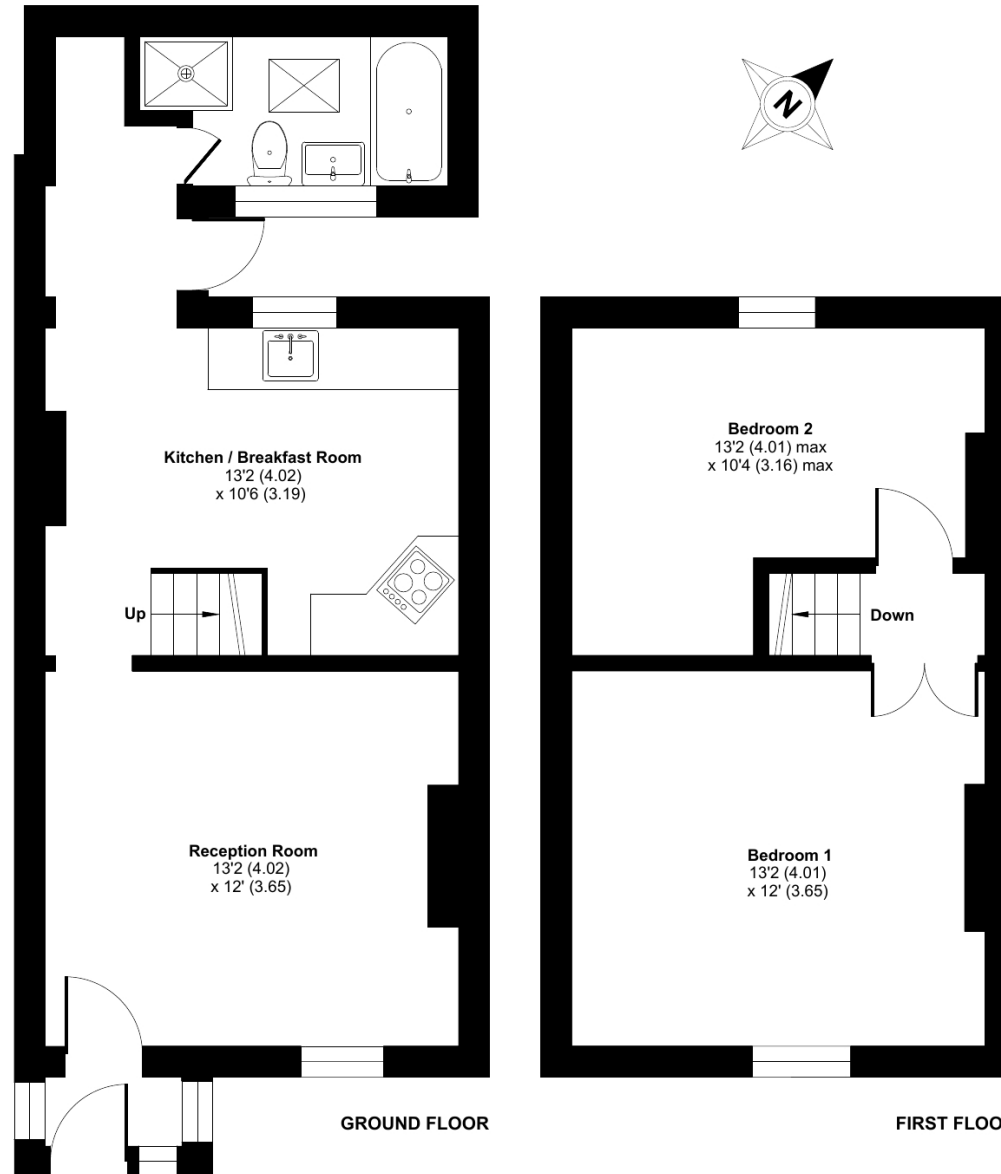 N
Kitchen / Breakfast Room
13'2 (4.02)
x 10'6 (3.19)
Up
Reception Room
13'2 (4.02)
x 12' (3.65)
GROUND FLOOR
Bedroom 2
13'2 (4.01) max
x 10'4 (3.16) max
Down
Bedroom 1
13'2 (4.01)
x 12' (3.65)
FIRST FLOO